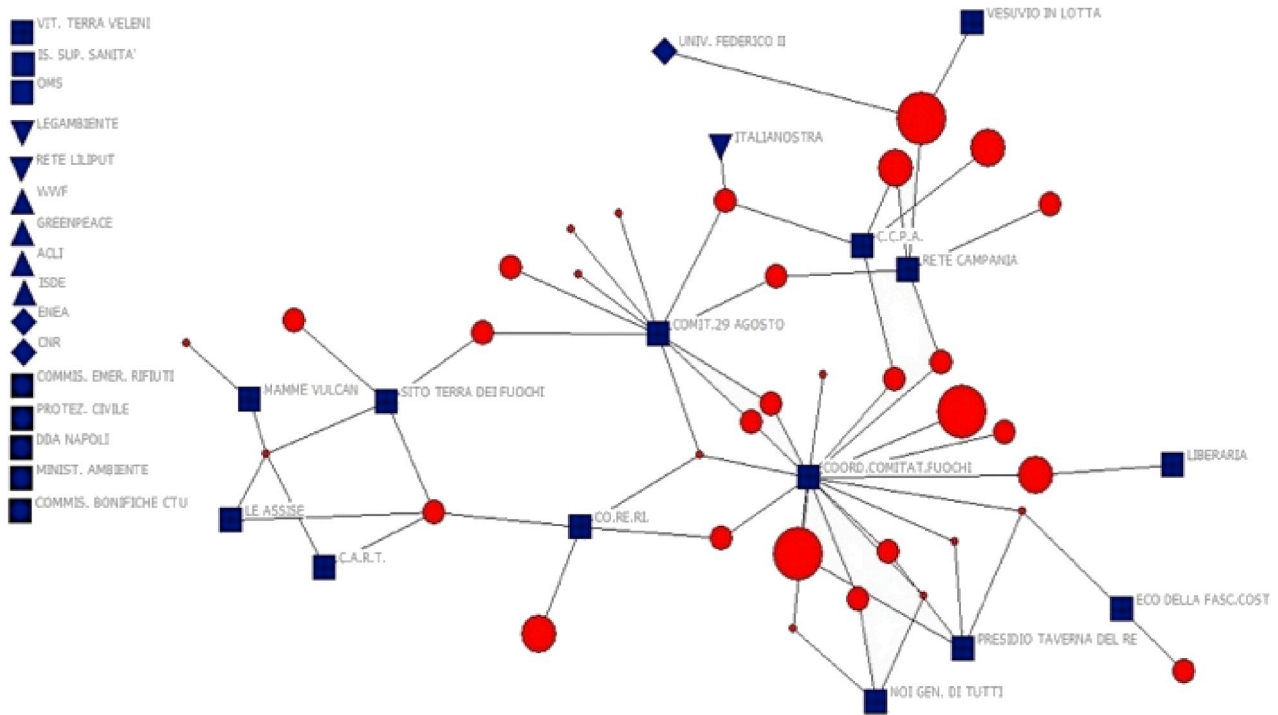 VIT. TERRA VELENI
IS. SUP. SANITA'
OMS
LEGAMBIENTE
RETE LILIPUT
WWF
GREENPEACE
ACLI
ISDE
ENEA
CNR
COMMIS. EMER. RIFIUTI
PROTEZ. CIVILE
DDA NAPOLI
MINIST. AMBIENTE
COMMIS. BONIFICHE CTU
VESUVIO IN LOTTA
UNIV. FEDERICO II
ITALIANOSTRA
C.C.P.A.
RETE CAMPANIA
COMIT.29 AGOSTO
MAMME VULCAN
SITO TERRA DEI FUOCHI
COORD.COMITAT.FUOCHI
LIBERARIA
LE ASSISE
CO.RE.RI.
C.A.R.T.
ECO DELLA FASC.COST
PRESIDIO TAVERNA DEL RE
NOI GEN. DI TUTTI